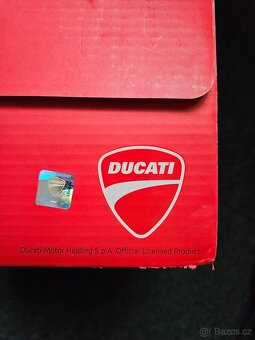 DUCATI
Ducati Motor Holding S.p.A. Official Licensed Product
Bazos.cz